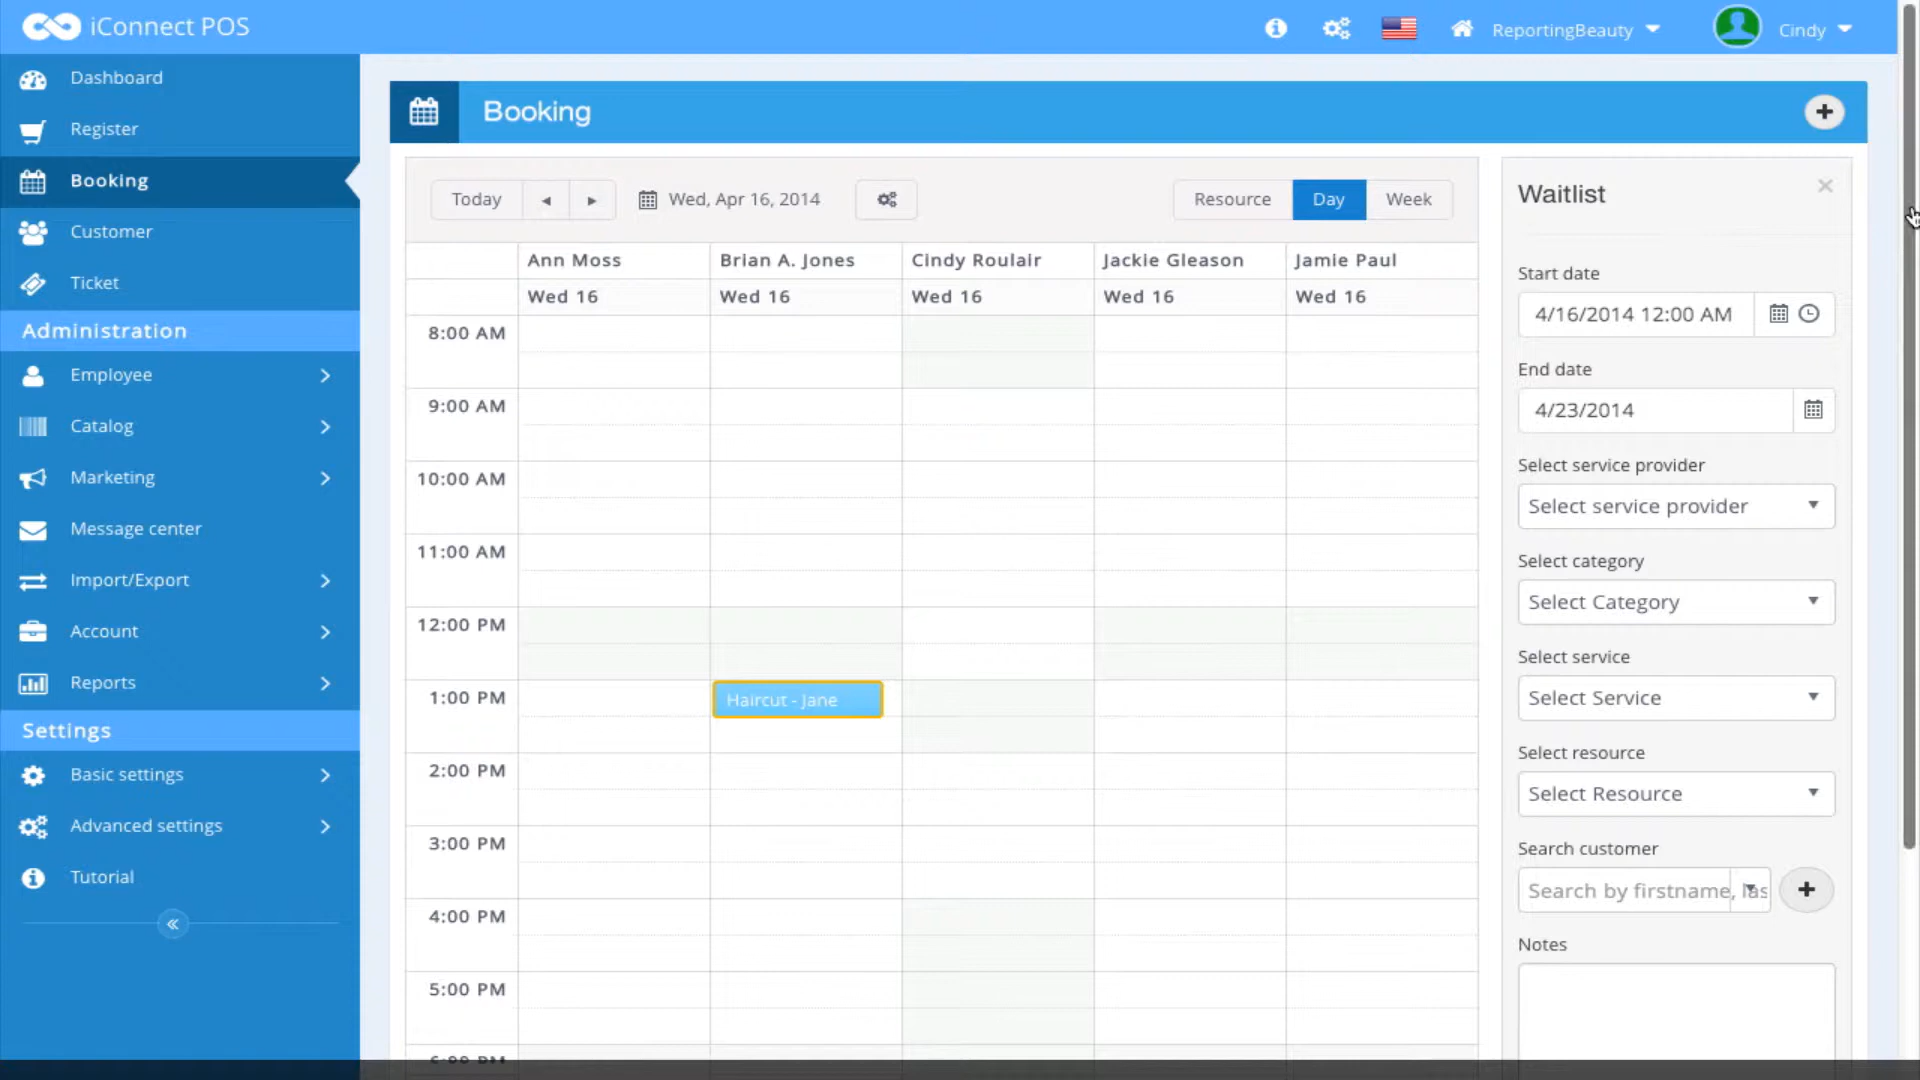 iConnect POS
ReportingBeauty
Cindy
Dashboard
Register
Booking
Customer
Ticket
Administration
Employee
Catalog
Marketing
Message center
Import/Export
Account
Reports
Settings
Basic settings
Advanced settings
Tutorial
Booking
Today
Wed, Apr 16, 2014
Resource
Day
Week
Ann Moss
Brian A. Jones
Cindy Roulair
Jackie Gleason
Jamie Paul
Wed 16
Wed 16
Wed 16
Wed 16
Wed 16
8:00 AM
9:00 AM
10:00 AM
11:00 AM
12:00 PM
1:00 PM
Haircut - Jane
2:00 PM
3:00 PM
4:00 PM
5:00 PM
6:00 PM
Waitlist
Start date
4/16/2014 12:00 AM
End date
4/23/2014
Select service provider
Select service provider
Select category
Select Category
Select service
Select Service
Select resource
Select Resource
Search customer
Search by firstname, las
Notes